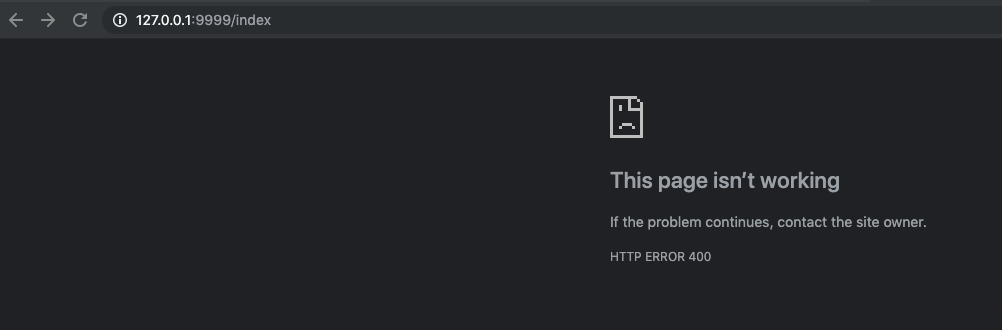 127.0.0.1:9999/index
This page isn’t working
If the problem continues, contact the site owner.
HTTP ERROR 400